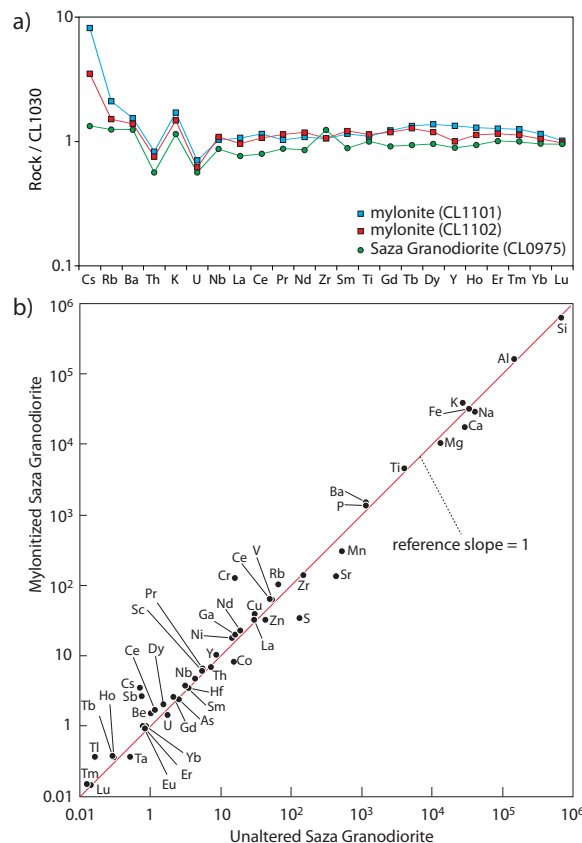 a)
10
1
0.1
Rock / CL1030
mylonite (CL1101)
mylonite (CL1102)
Saza Granodiorite (CL0975)
Cs Rb Ba Th K U Nb La Ce Pr Nd Zr Sm Ti Gd Tb Dy Y Ho Er Tm Yb Lu
b)
10⁶
Si
Al
10⁵
K
Fe
Na
Ca
10⁴
Mg
Ti
Ba
P
10³
reference slope = 1
Mn
V
Ce
Rb
Cr
Zr
Sr
10²
Pr
Nd
Cu
Sc
Ga
Ni
Zn
S
La
10
Y
Co
Ce
Dy
Nb
Th
Cs
Hf
Sb
Sm
Tb
Ho
Be
As
U
Gd
1
Tl
Ta
Yb
Er
Eu
Tm
Lu
0.01
0.01 1 10 10² 10³ 10⁴ 10⁵ 10⁶
Mylonitized Saza Granodiorite
Unaltered Saza Granodiorite